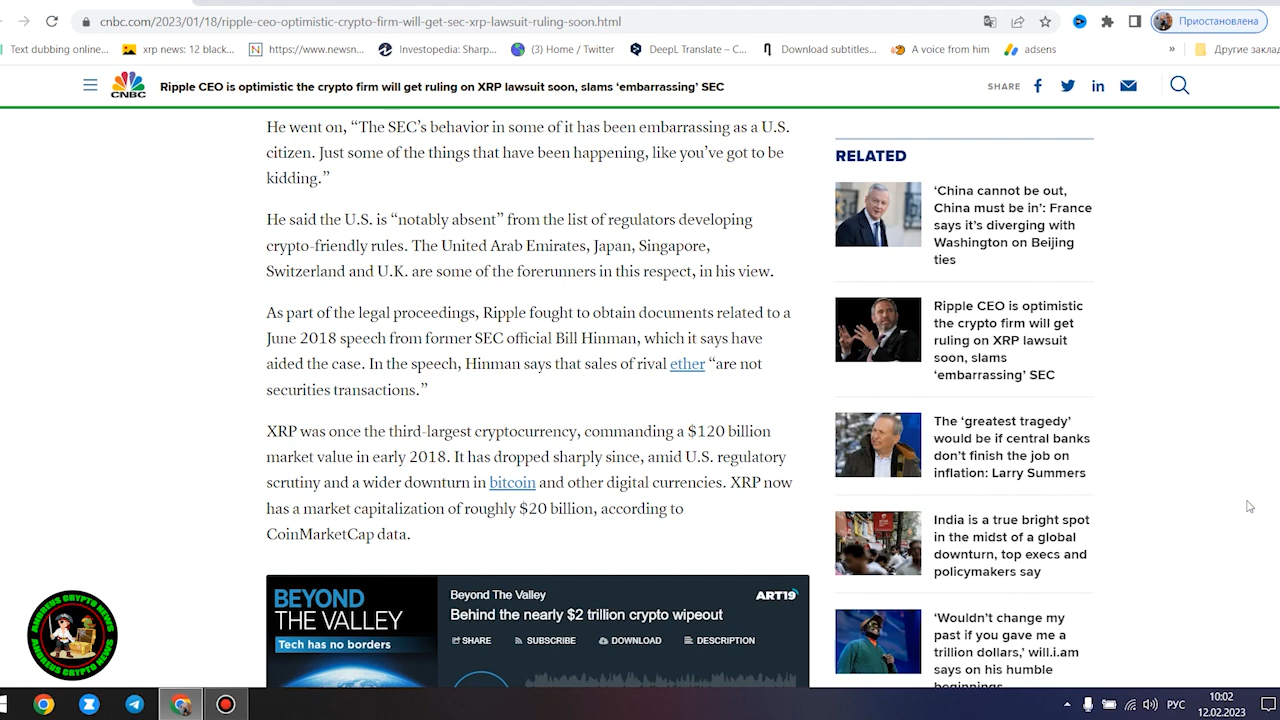 cnbc.com/2023/01/18/ripple-ceo-optimistic-crypto-firm-will-get-sec-xrp-lawsuit-ruling-soon.html
Приостановлена
Text dubbing online...
xrp news: 12 black...
https://www.newsn...
Investopedia: Sharp...
(3) Home / Twitter
DeepL Translate – C...
Download subtitles...
A voice from him
adsens
»
Другие заклад
CNBC
Ripple CEO is optimistic the crypto firm will get ruling on XRP lawsuit soon, slams ‘embarrassing’ SEC
SHARE
He went on, “The SEC’s behavior in some of it has been embarrassing as a U.S.
citizen. Just some of the things that have been happening, like you’ve got to be
kidding.”
He said the U.S. is “notably absent” from the list of regulators developing
crypto-friendly rules. The United Arab Emirates, Japan, Singapore,
Switzerland and U.K. are some of the forerunners in this respect, in his view.
As part of the legal proceedings, Ripple fought to obtain documents related to a
June 2018 speech from former SEC official Bill Hinman, which it says have
aided the case. In the speech, Hinman says that sales of rival ether “are not
securities transactions.”
XRP was once the third-largest cryptocurrency, commanding a $120 billion
market value in early 2018. It has dropped sharply since, amid U.S. regulatory
scrutiny and a wider downturn in bitcoin and other digital currencies. XRP now
has a market capitalization of roughly $20 billion, according to
CoinMarketCap data.
BEYOND
THE VALLEY
Tech has no borders
Beyond The Valley
Behind the nearly $2 trillion crypto wipeout
ART19
SHARE
SUBSCRIBE
DOWNLOAD
DESCRIPTION
RELATED
‘China cannot be out,
China must be in’: France
says it’s diverging with
Washington on Beijing
ties
Ripple CEO is optimistic
the crypto firm will get
ruling on XRP lawsuit
soon, slams
‘embarrassing’ SEC
The ‘greatest tragedy’
would be if central banks
don’t finish the job on
inflation: Larry Summers
India is a true bright spot
in the midst of a global
downturn, top execs and
policymakers say
‘Wouldn’t change my
past if you gave me a
trillion dollars,’ will.i.am
says on his humble
beginnings
ANDREUS CRYPTO NEWS
ANDREUS CRYPTO NEWS
РУС
10:02
12.02.2023